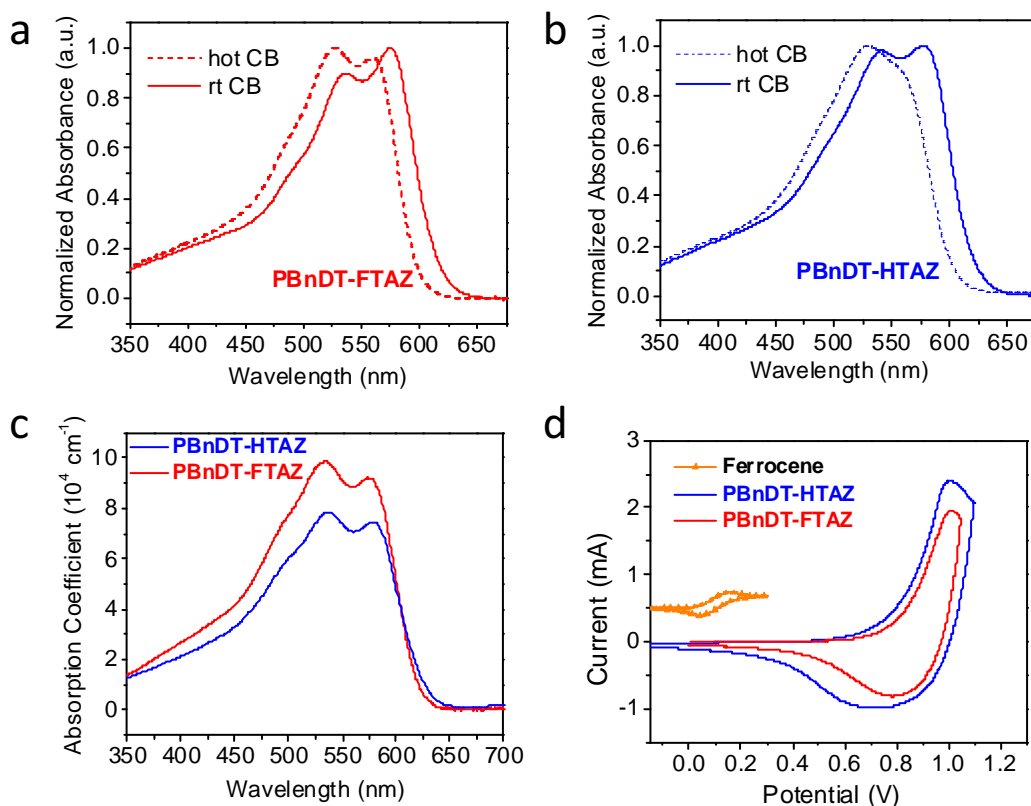 a
Normalized Absorbance (a.u.)
1.0
0.8
0.6
0.4
0.2
0.0
hot CB
rt CB
PBnDT-FTAZ
350 400 450 500 550 600 650
Wavelength (nm)
b
Normalized Absorbance (a.u.)
1.0
0.8
0.6
0.4
0.2
0.0
hot CB
rt CB
PBnDT-HTAZ
350 400 450 500 550 600 650
Wavelength (nm)
c
Absorption Coefficient (10⁴ cm⁻¹)
10
8
6
4
2
0
PBnDT-HTAZ
PBnDT-FTAZ
350 400 450 500 550 600 650 700
Wavelength (nm)
d
Current (mA)
3
2
1
0
-1
Ferrocene
PBnDT-HTAZ
PBnDT-FTAZ
0.0 0.2 0.4 0.6 0.8 1.0 1.2
Potential (V)